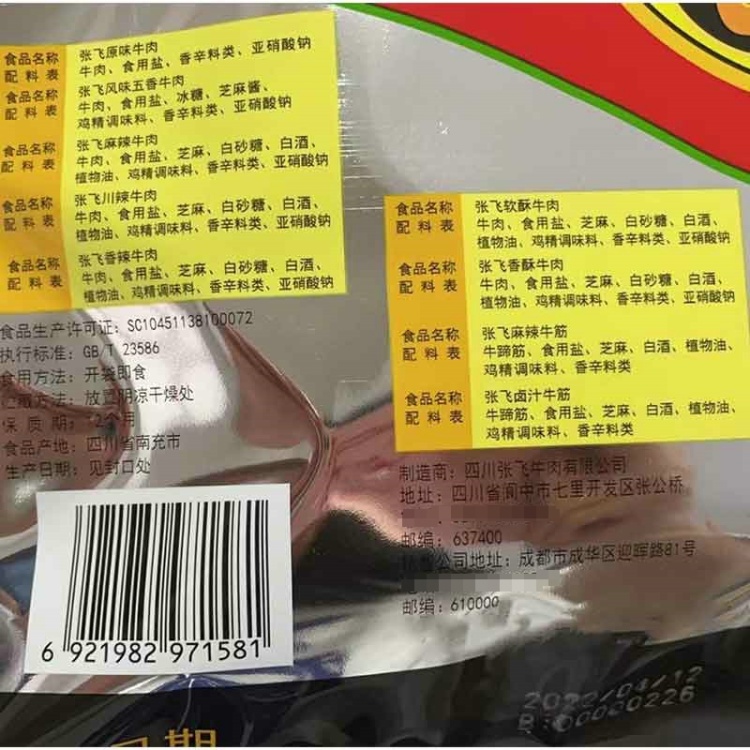 食品名称 张飞原味牛肉
配料表 牛肉、食用盐、香辛料类、亚硝酸钠
食品名称 张飞风味五香牛肉
配料表 牛肉、食用盐、冰糖、芝麻酱、
鸡精调味料、香辛料类、亚硝酸钠
食品名称 张飞麻辣牛肉
配料表 牛肉、食用盐、芝麻、白砂糖、白酒、
植物油、鸡精调味料、香辛料类、亚硝酸钠
食品名称 张飞川辣牛肉
配料表 牛肉、食用盐、芝麻、白砂糖、白酒、
植物油、鸡精调味料、香辛料类、亚硝酸钠
食品名称 张飞香辣牛肉
配料表 牛肉、食用盐、芝麻、白砂糖、白酒、
植物油、鸡精调味料、香辛料类、亚硝酸钠
食品生产许可证：SC10451138100072
执行标准：GB/T 23586
食用方法：开袋即食
放置阴凉干燥处
保质期：
食品产地：四川省南充市
生产日期：见封口处
6 921982 971581
食品名称 张飞软酥牛肉
配料表 牛肉、食用盐、芝麻、白砂糖、白酒、
植物油、鸡精调味料、香辛料类、亚硝酸钠
食品名称 张飞香酥牛肉
配料表 牛肉、食用盐、芝麻、白砂糖、白酒、
植物油、鸡精调味料、香辛料类、亚硝酸钠
食品名称 张飞麻辣牛筋
配料表 牛蹄筋、食用盐、芝麻、白酒、植物油、
鸡精调味料、香辛料类
食品名称 张飞卤汁牛筋
配料表 牛蹄筋、食用盐、芝麻、白酒、植物油、
鸡精调味料、香辛料类
制造商：四川张飞牛肉有限公司
地址：四川省阆中市七里开发区张公桥
邮编：637400
公司地址：成都市成华区迎晖路81号
邮编：610000
2022/04/12
B:00000226